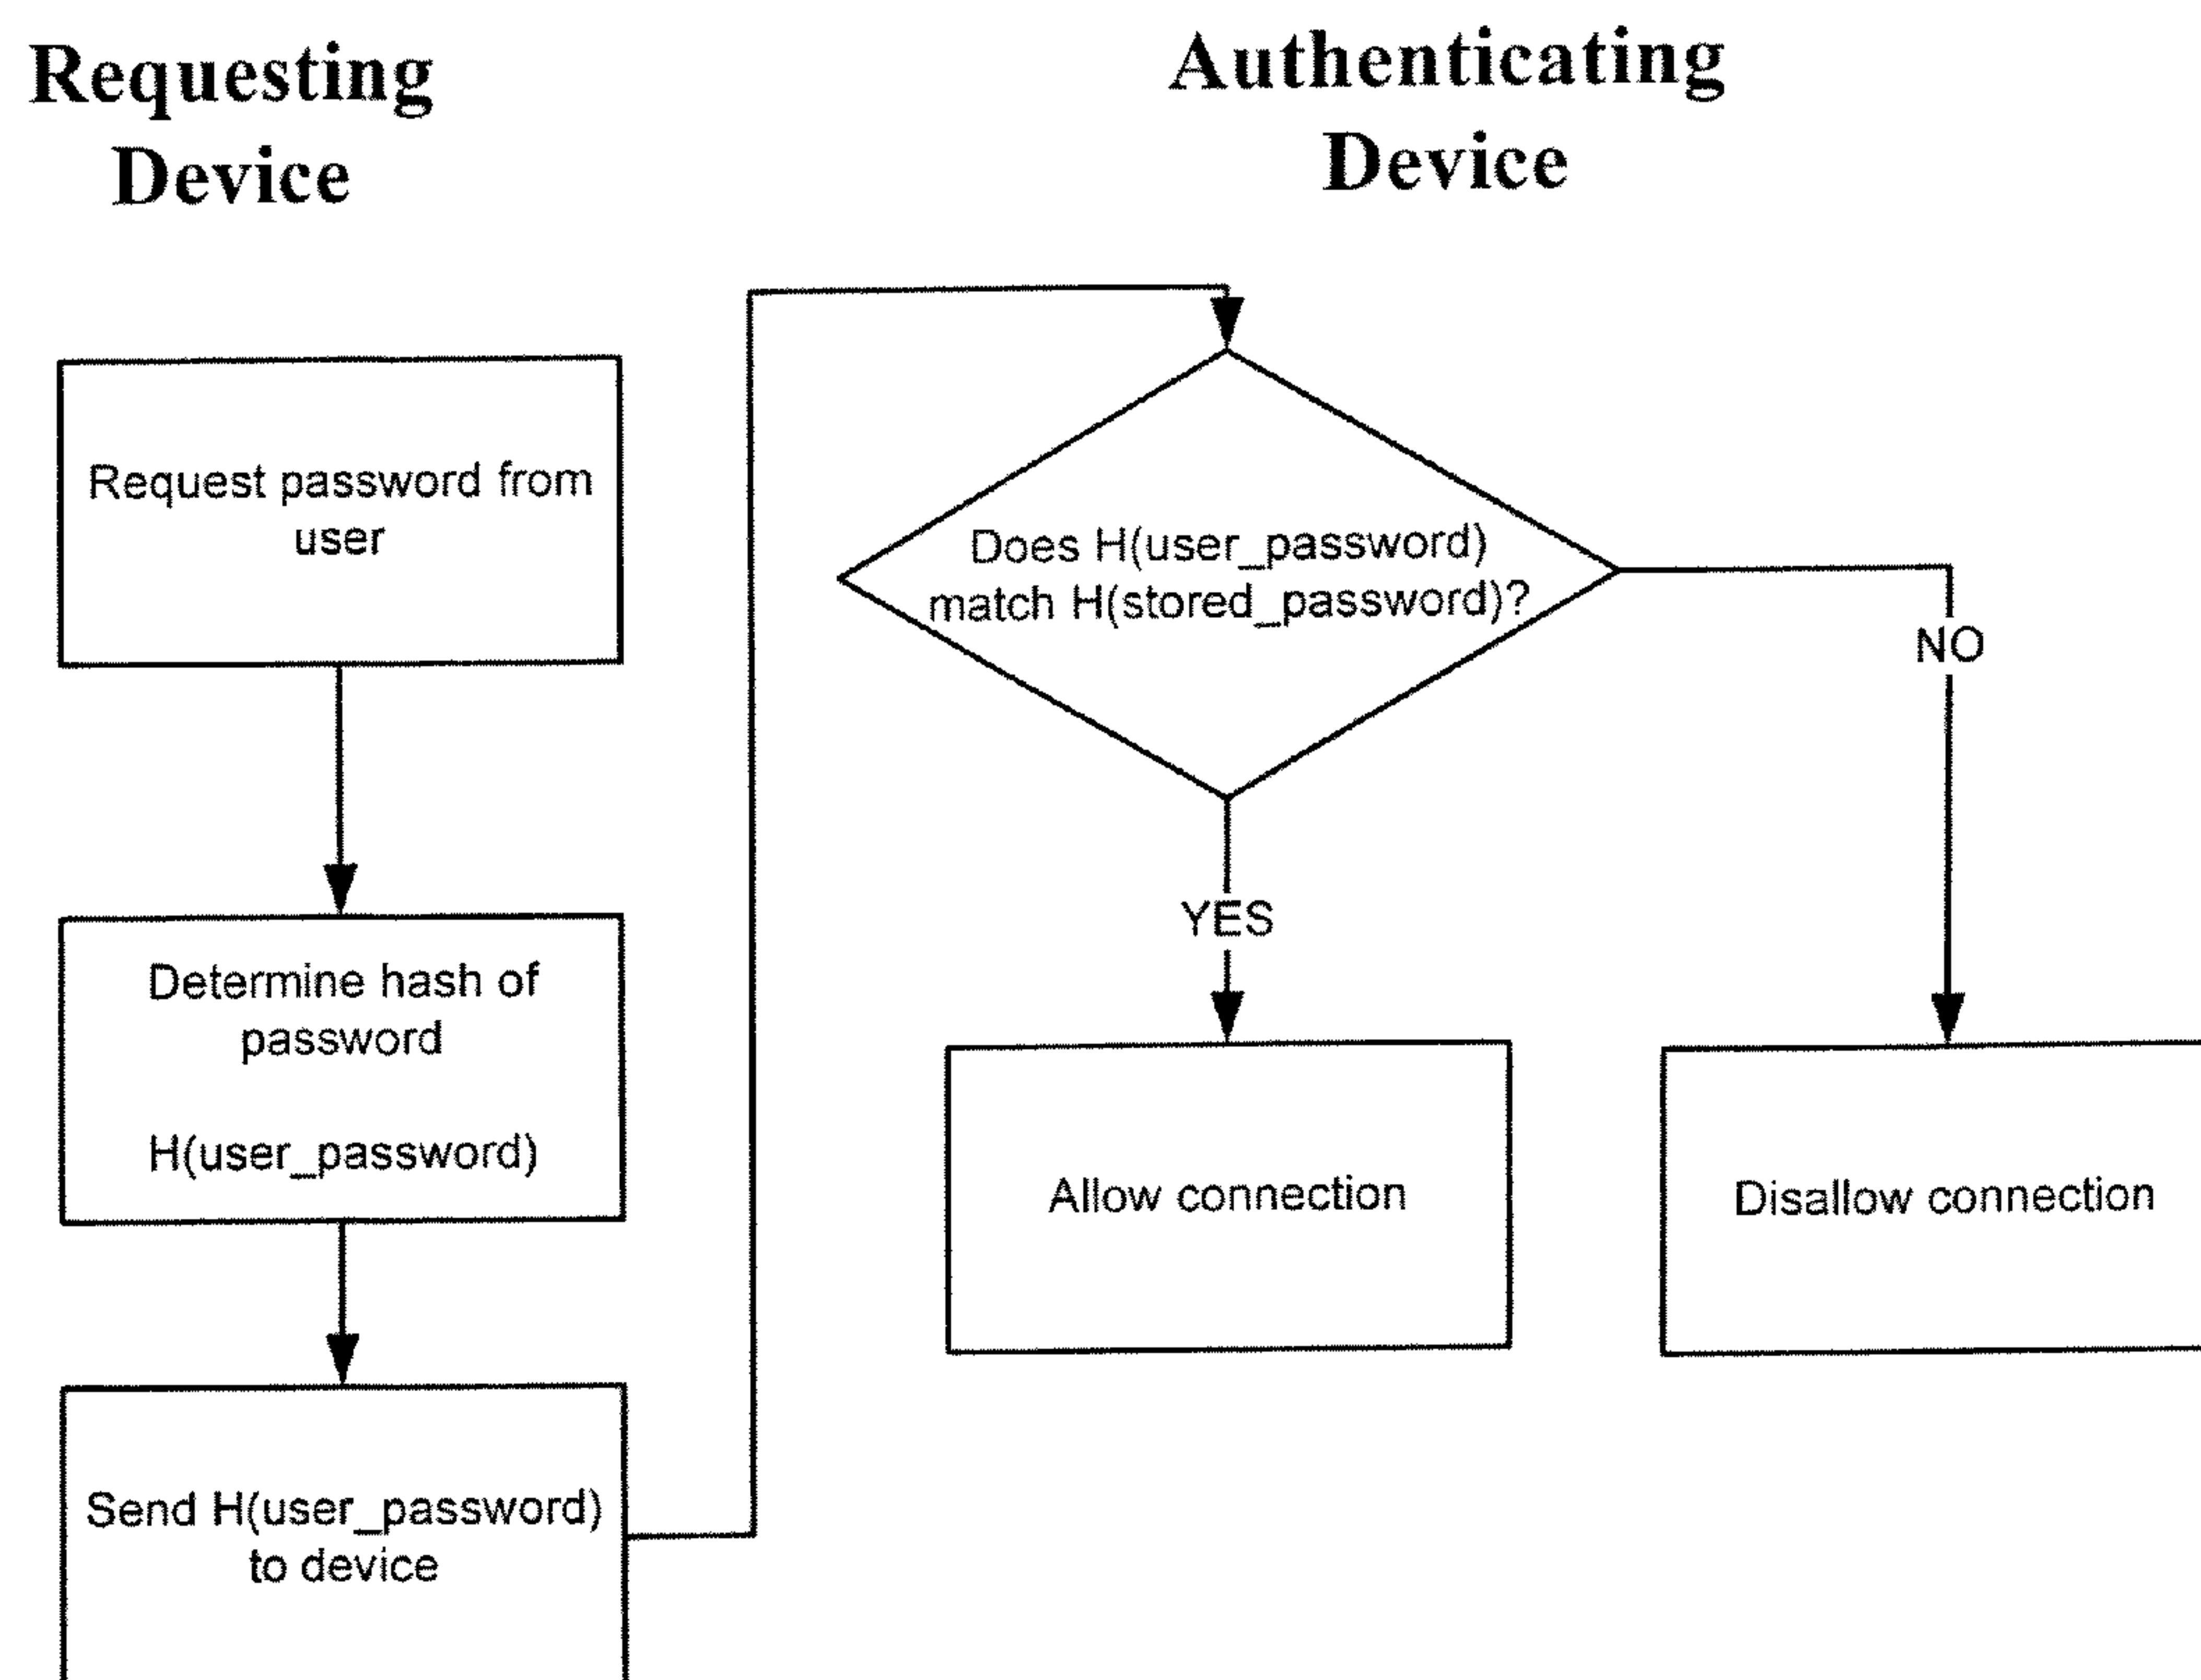 Requesting
Device
Authenticating
Device
Request password from
user
Determine hash of
password
H(user_password)
Send H(user_password)
to device
Does H(user_password)
match H(stored_password)?
NO
YES
Allow connection
Disallow connection